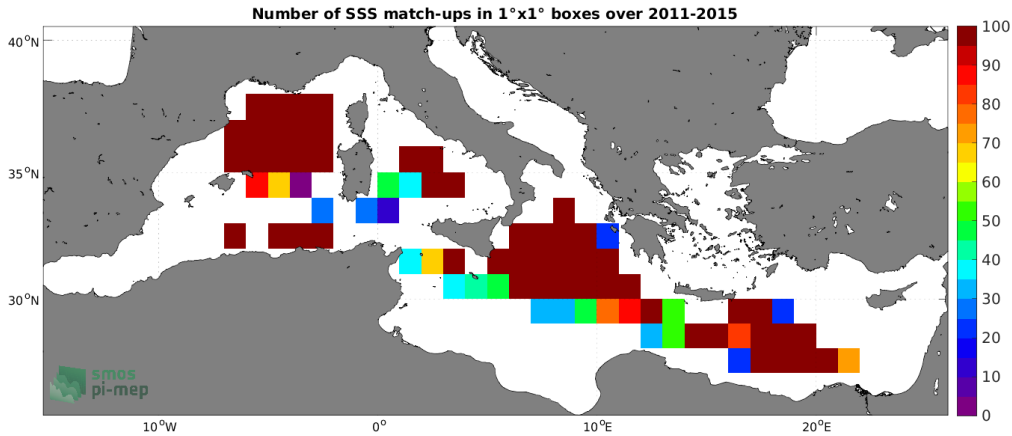 Number of SSS match-ups in 1°x1° boxes over 2011-2015
40°N
35°N
30°N
10°W
0°
10°E
20°E
100
90
80
70
60
50
40
30
20
10
0
smos
pi-mep